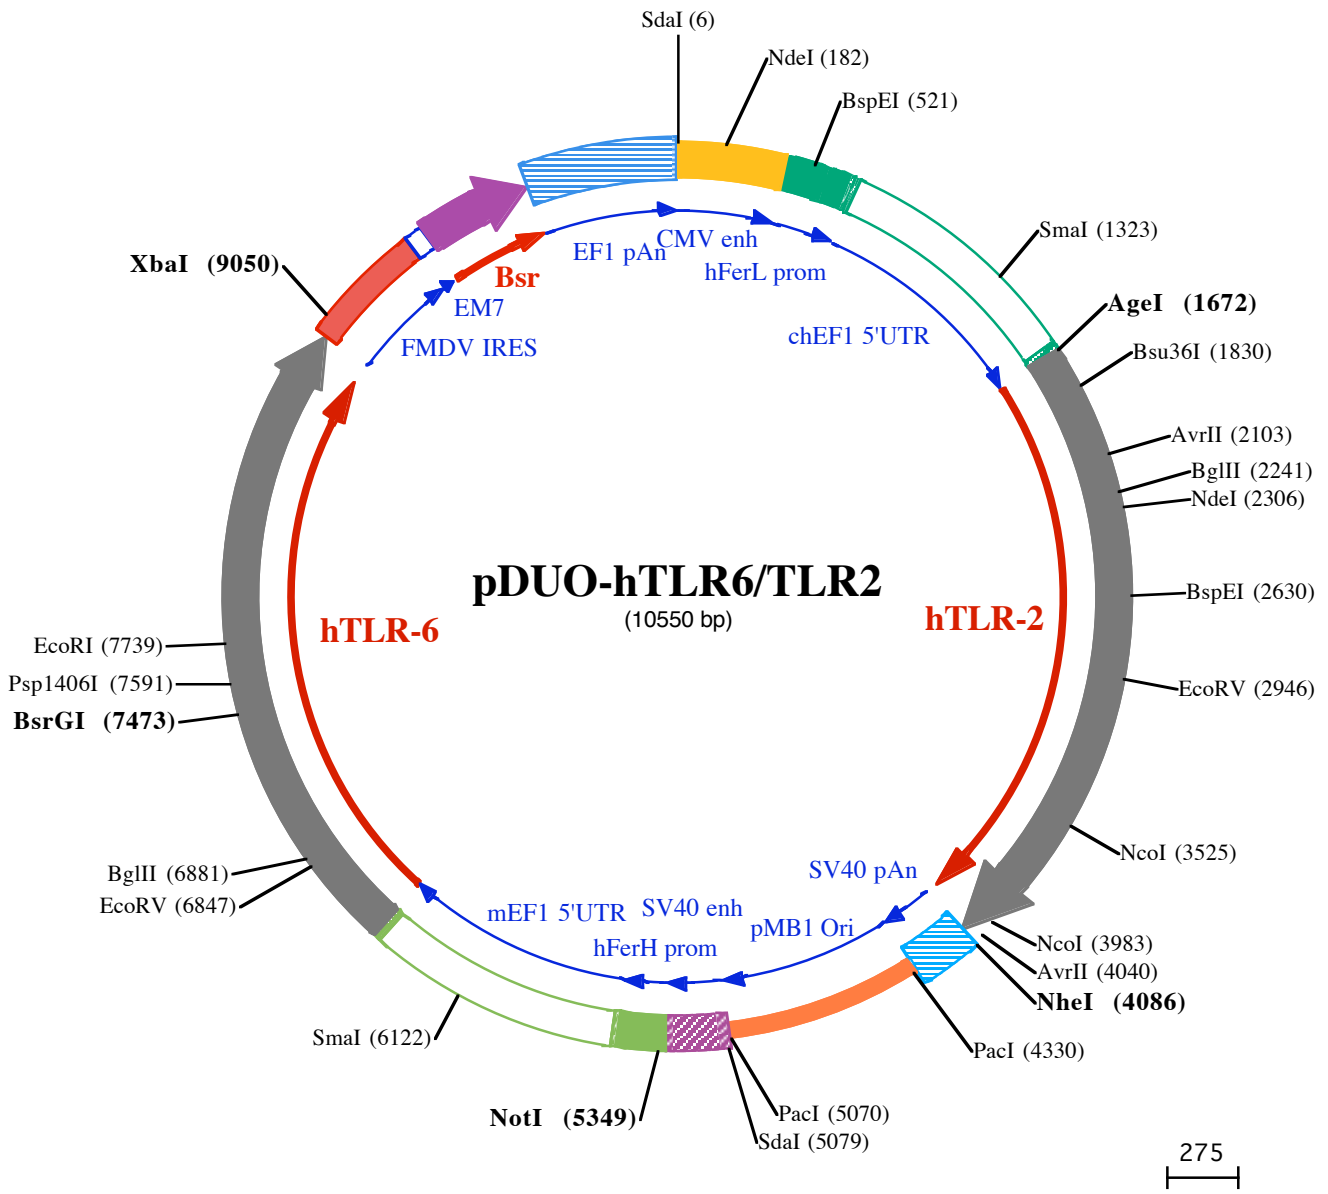 SdaI (6)
NdeI (182)
BspEI (521)
SmaI (1323)
AgeI (1672)
Bsu36I (1830)
AvrII (2103)
BglII (2241)
NdeI (2306)
BspEI (2630)
EcoRV (2946)
NcoI (3525)
NcoI (3983)
AvrII (4040)
NheI (4086)
PacI (4330)
PacI (5070)
SdaI (5079)
NotI (5349)
SmaI (6122)
EcoRV (6847)
BglII (6881)
BsrGI (7473)
Psp1406I (7591)
EcoRI (7739)
XbaI (9050)
EF1 pAn
CMV enh
hFerL prom
chEF1 5'UTR
Bsr
EM7
FMDV IRES
pDUO-hTLR6/TLR2
(10550 bp)
hTLR-6
hTLR-2
SV40 pAn
pMB1 Ori
SV40 enh
hFerH prom
mEF1 5'UTR
275